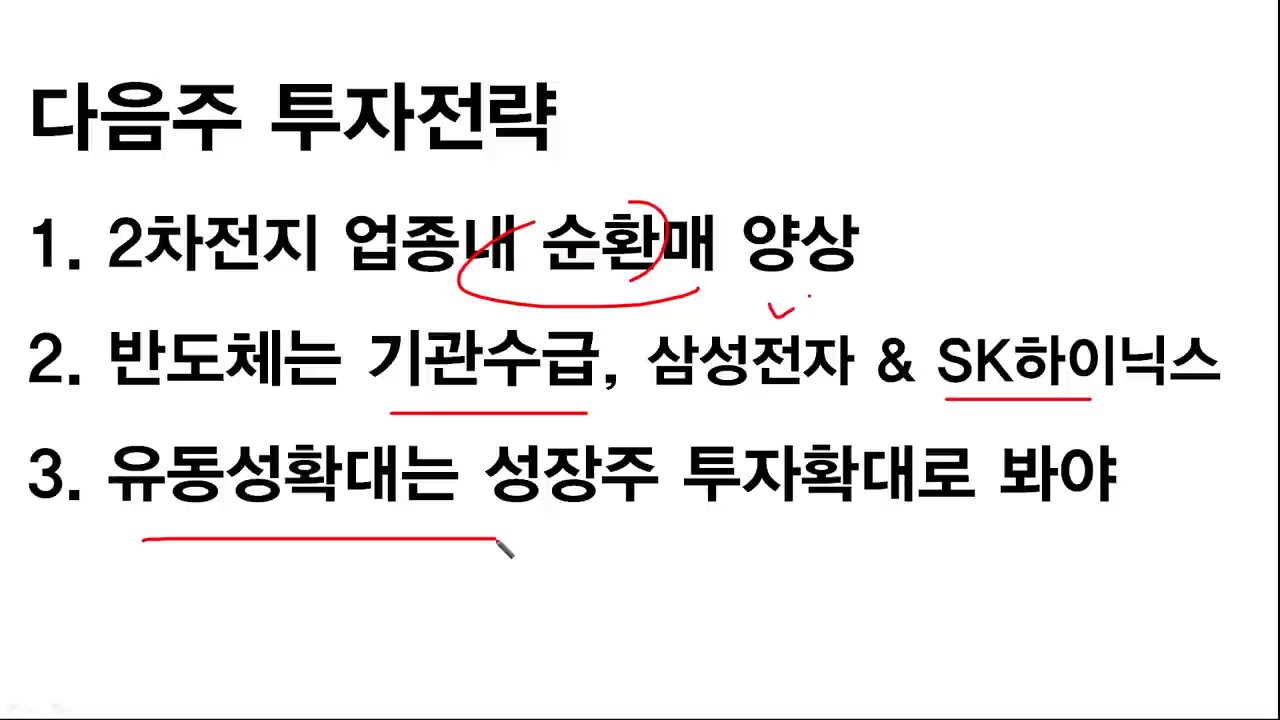 다음주 투자전략
1. 2차전지 업종내 순환매 양상
2. 반도체는 기관수급, 삼성전자 & SK하이닉스
3. 유동성확대는 성장주 투자확대로 봐야